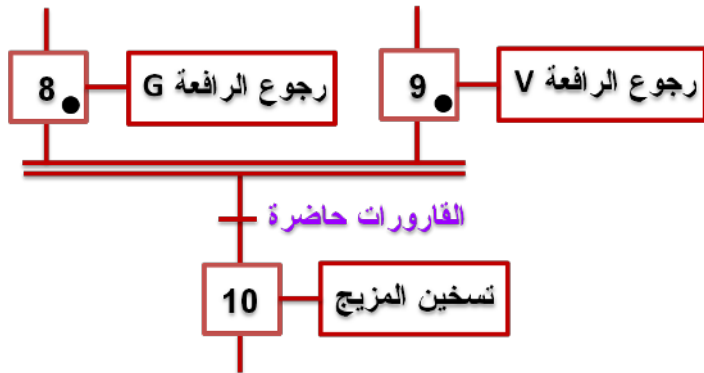 8
رجوع الرافعة G
9
رجوع الرافعة V
القارورات حاضرة
10
تسخين المزيج